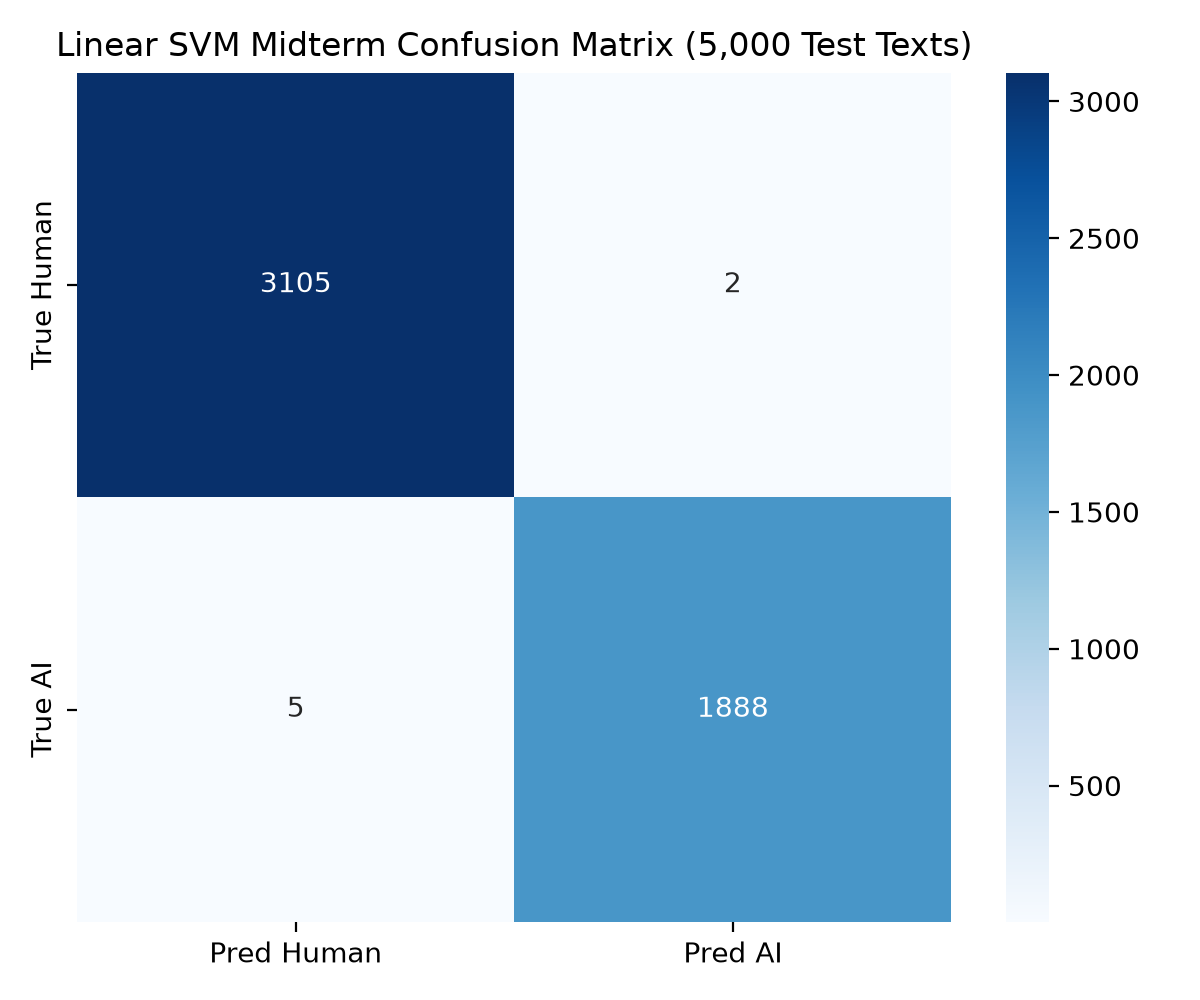 Linear SVM Midterm Confusion Matrix (5,000 Test Texts)
True Human
3105
2
True AI
5
1888
Pred Human
Pred AI
3000
2500
2000
1500
1000
500